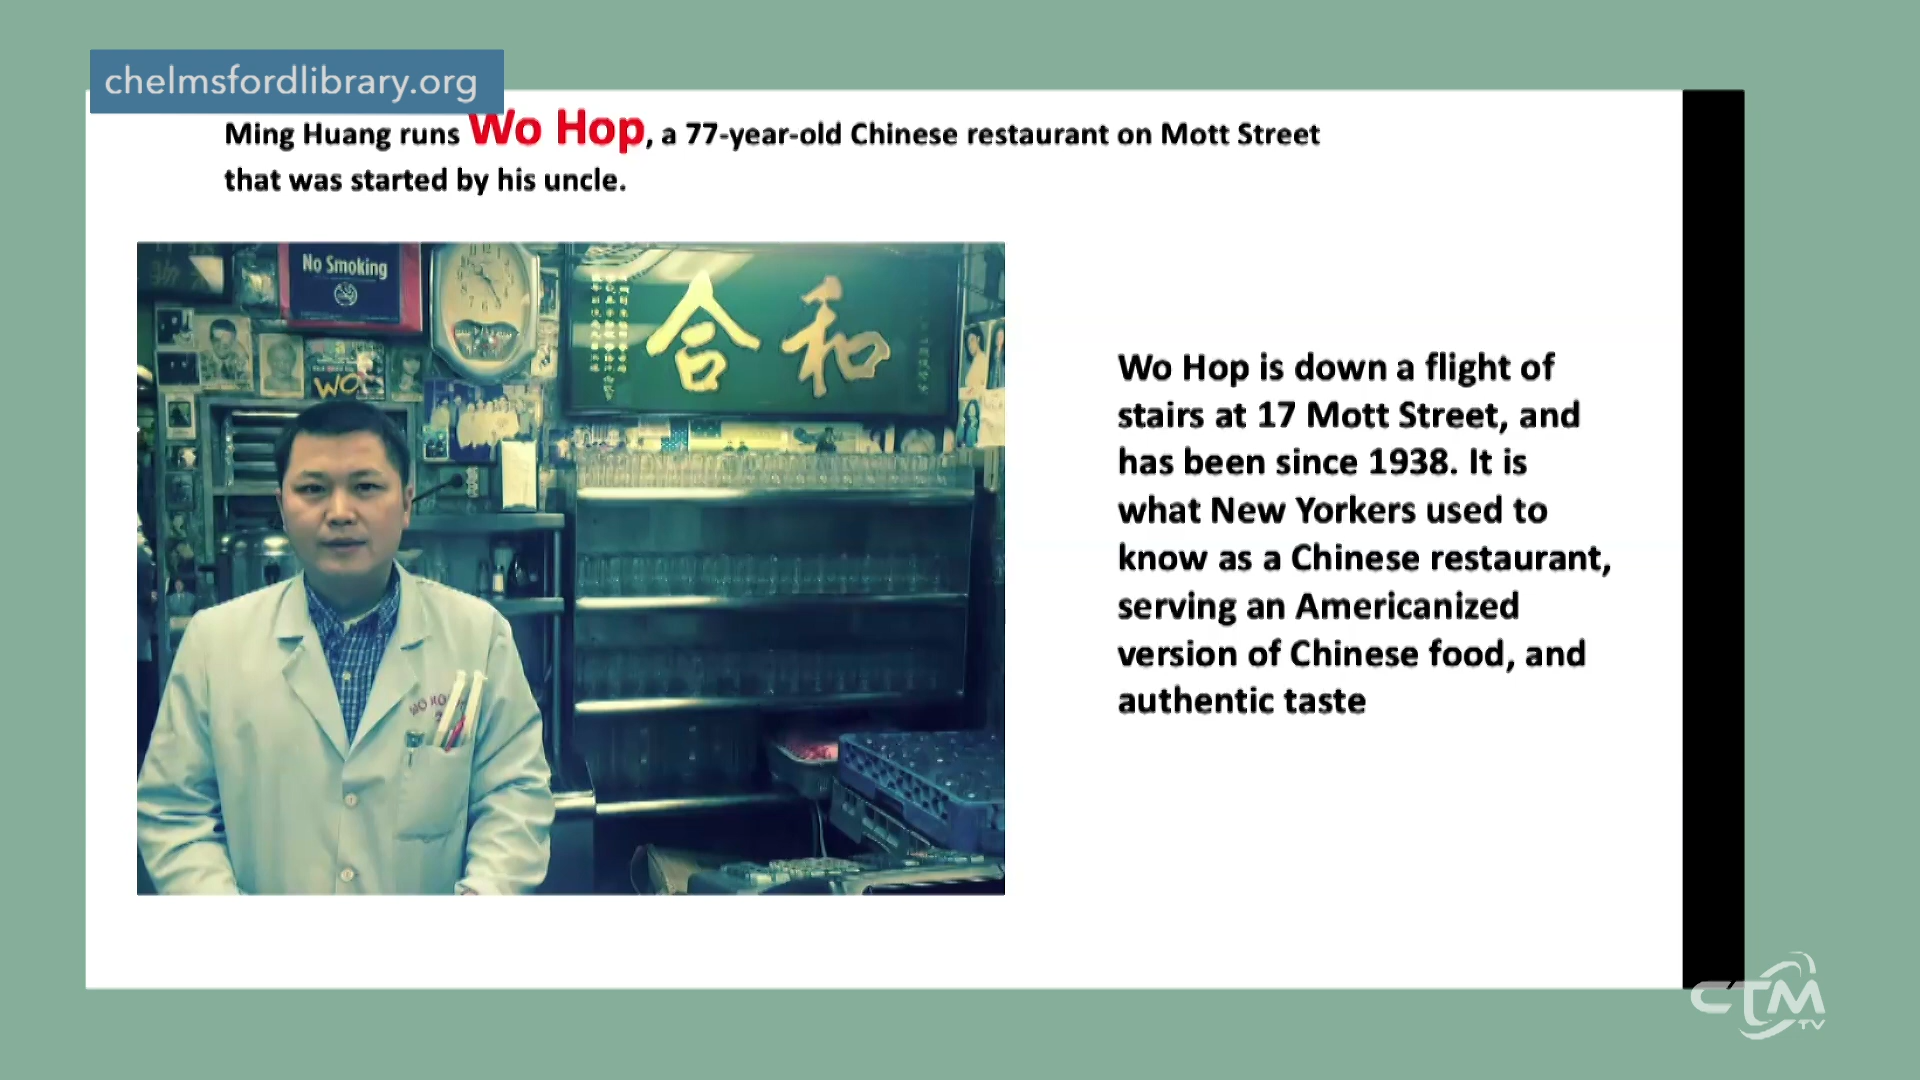 chelmsfordlibrary.org
Ming Huang runs Wo Hop, a 77-year-old Chinese restaurant on Mott Street
that was started by his uncle.
No Smoking
合和
WO
WO HO
Wo Hop is down a flight of
stairs at 17 Mott Street, and
has been since 1938. It is
what New Yorkers used to
know as a Chinese restaurant,
serving an Americanized
version of Chinese food, and
authentic taste
CTM
TV